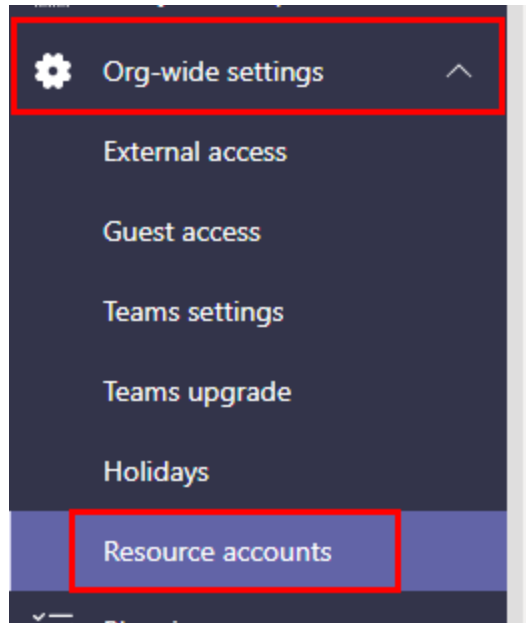 Org-wide settings
External access
Guest access
Teams settings
Teams upgrade
Holidays
Resource accounts